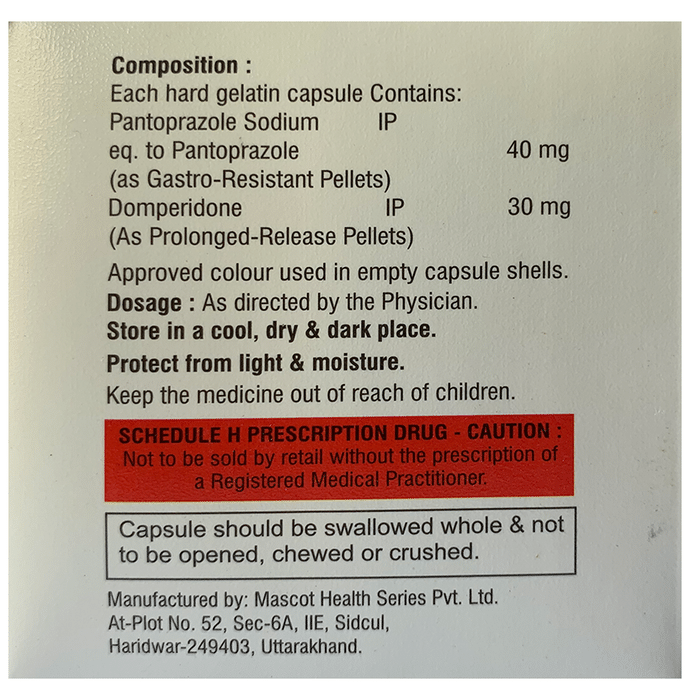 Composition :
Each hard gelatin capsule Contains:
Pantoprazole Sodium IP
eq. to Pantoprazole 40 mg
(as Gastro-Resistant Pellets)
Domperidone IP 30 mg
(As Prolonged-Release Pellets)
Approved colour used in empty capsule shells.
Dosage : As directed by the Physician.
Store in a cool, dry & dark place.
Protect from light & moisture.
Keep the medicine out of reach of children.
SCHEDULE H PRESCRIPTION DRUG - CAUTION :
Not to be sold by retail without the prescription of
a Registered Medical Practitioner.
Capsule should be swallowed whole & not
to be opened, chewed or crushed.
Manufactured by: Mascot Health Series Pvt. Ltd.
At-Plot No. 52, Sec-6A, IIE, Sidcul,
Haridwar-249403, Uttarakhand.